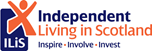 Independent
Living in Scotland
ILiS
Inspire • Involve • Invest